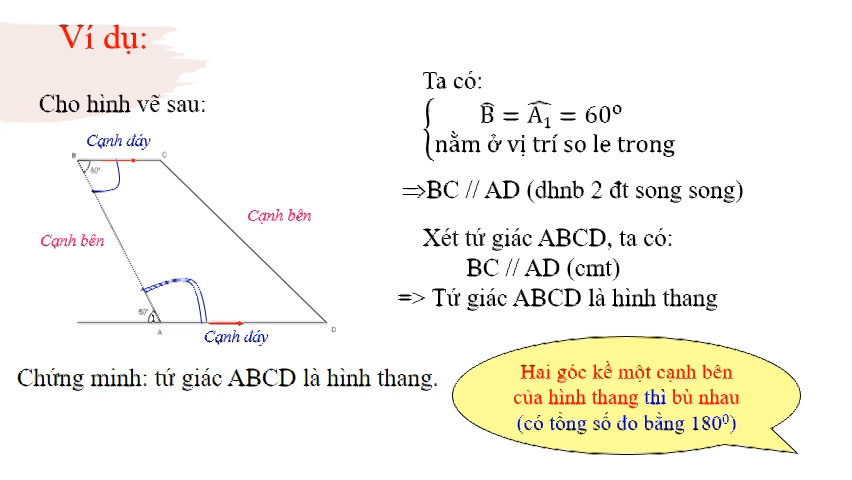 Ví dụ:
Cho hình vẽ sau:
Cạnh đáy
B
C
60°
Cạnh bên
Cạnh bên
60°
1
A
D
Cạnh đáy
Chứng minh: tứ giác ABCD là hình thang.
Ta có:
B̂ = Â₁ = 60°
nằm ở vị trí so le trong
⇒BC // AD (dhnb 2 đt song song)
Xét tứ giác ABCD, ta có:
BC // AD (cmt)
=> Tứ giác ABCD là hình thang
Hai góc kề một cạnh bên
của hình thang thì bù nhau
(có tổng số đo bằng 180⁰)